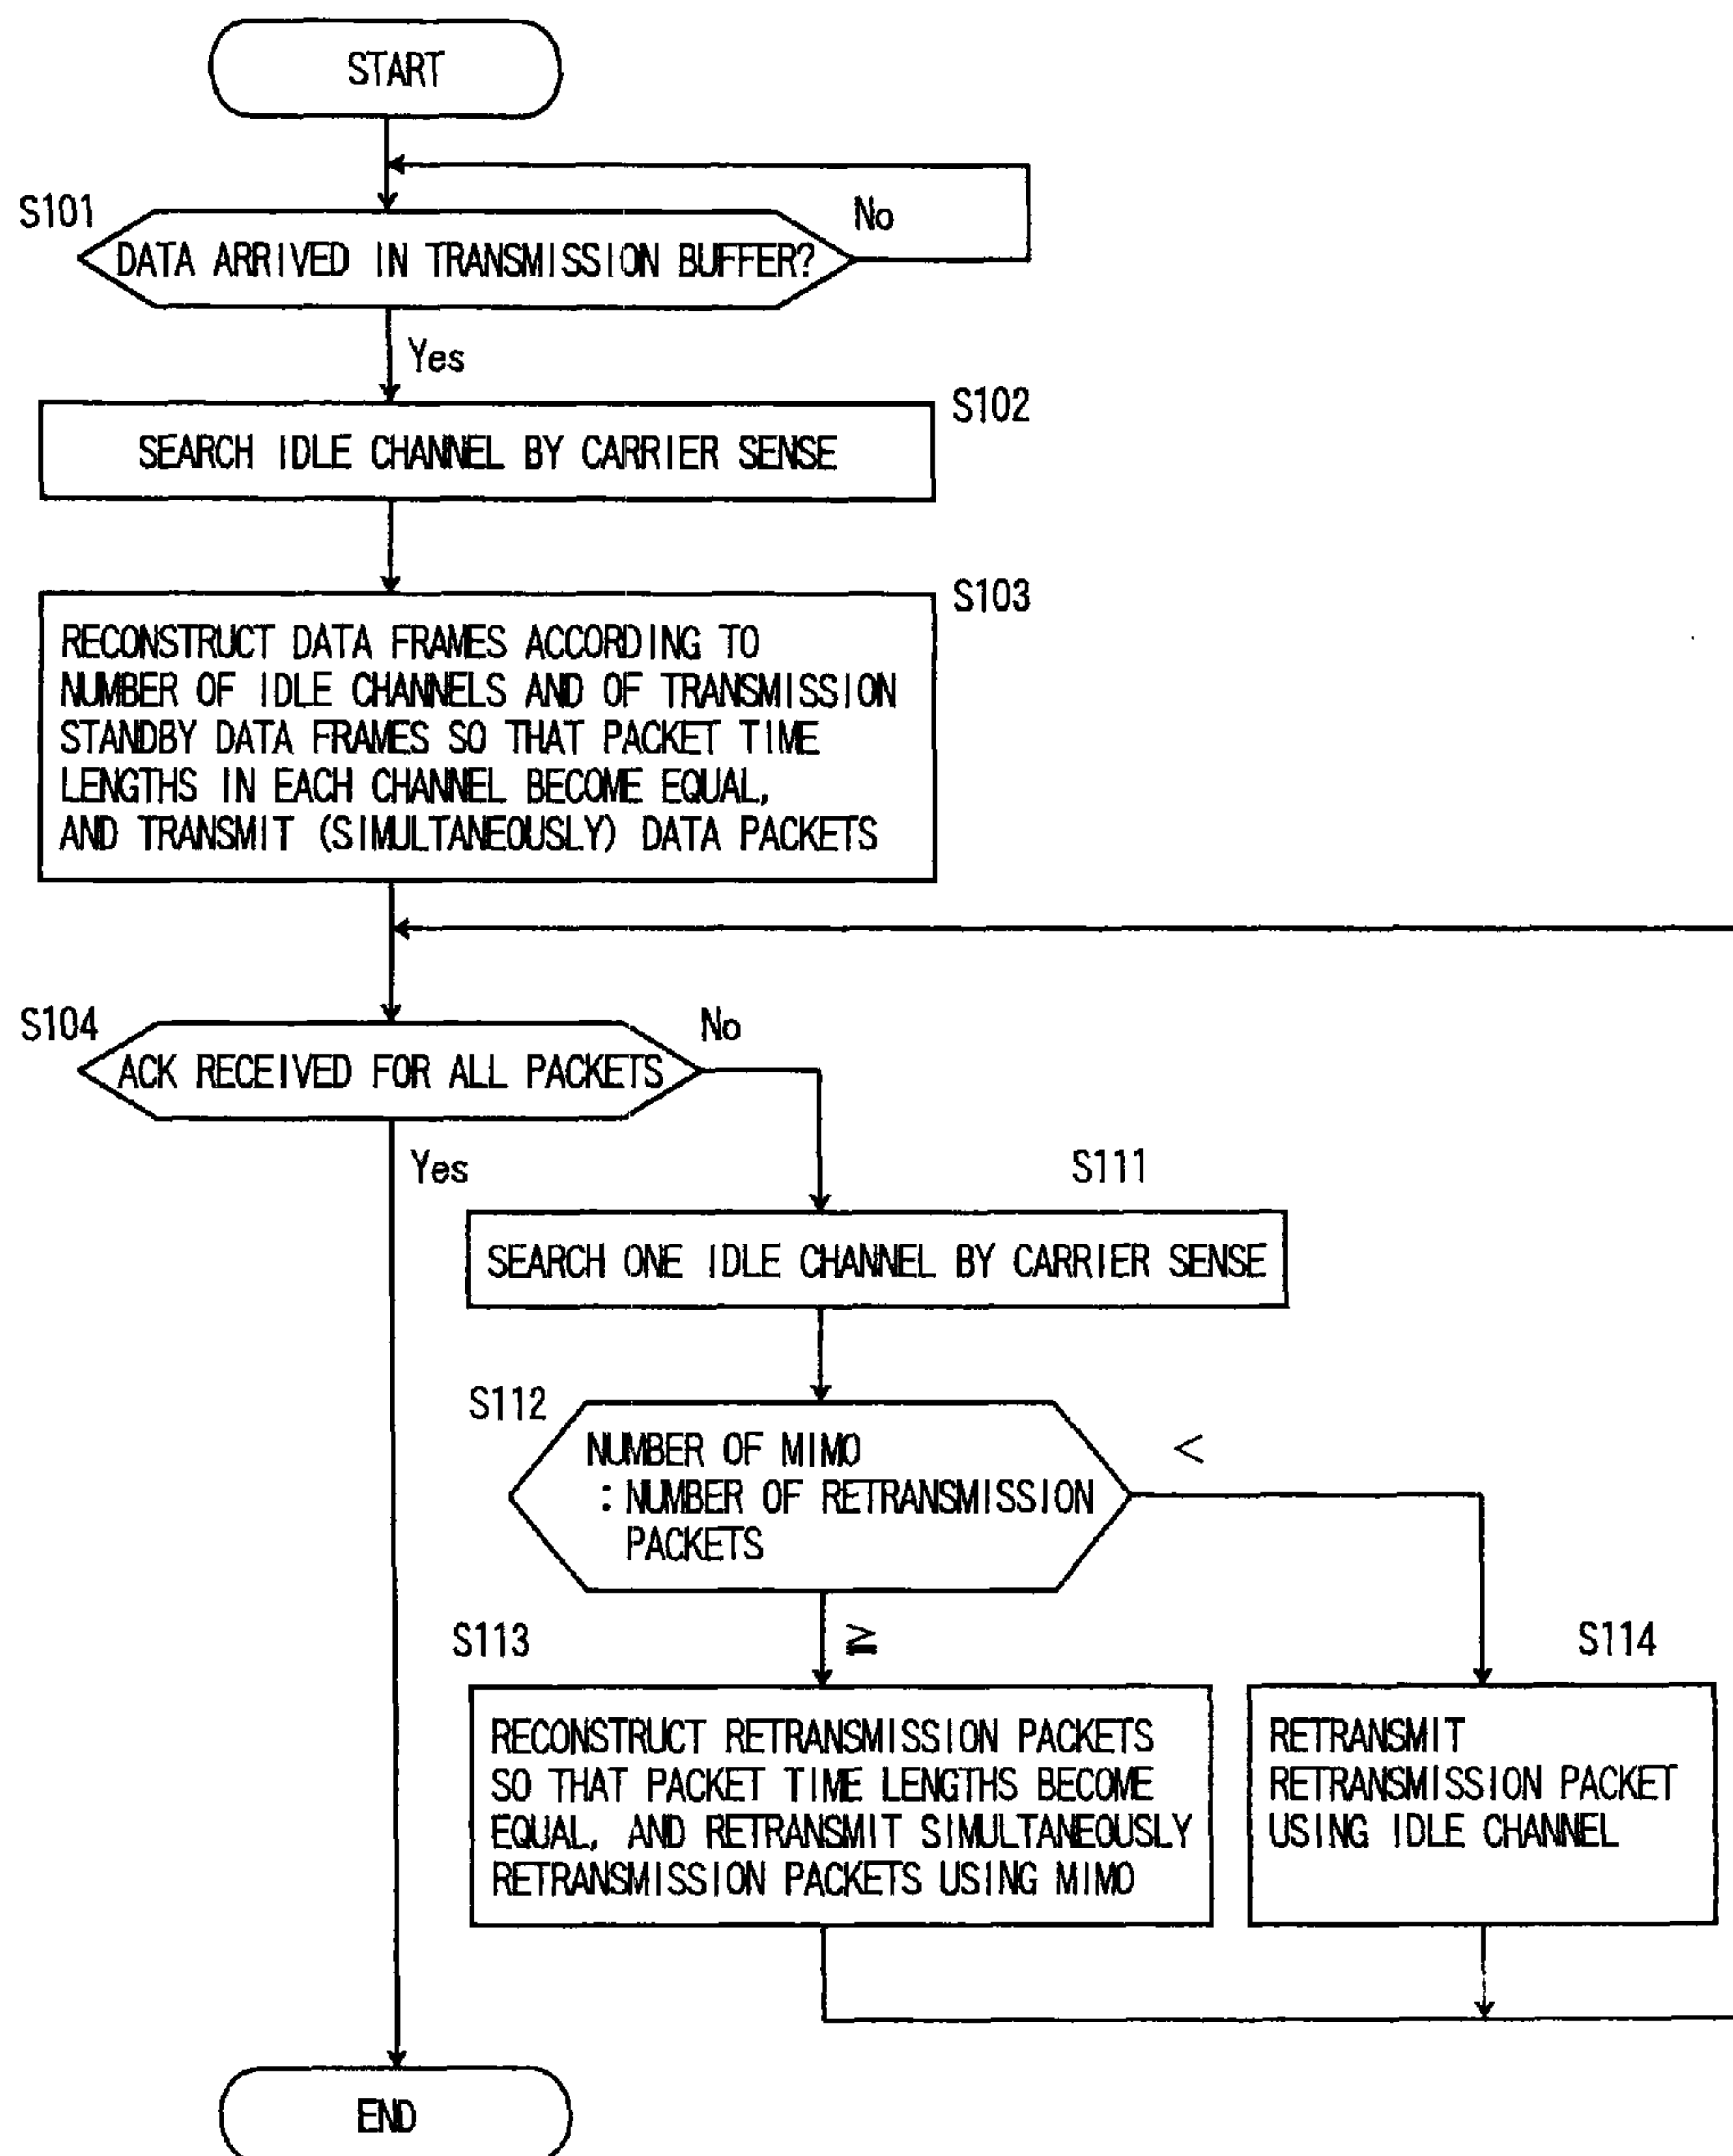 START
S101
No
DATA ARRIVED IN TRANSMISSION BUFFER?
Yes
S102
SEARCH IDLE CHANNEL BY CARRIER SENSE
S103
RECONSTRUCT DATA FRAMES ACCORDING TO
NUMBER OF IDLE CHANNELS AND OF TRANSMISSION
STANDBY DATA FRAMES SO THAT PACKET TIME
LENGTHS IN EACH CHANNEL BECOME EQUAL,
AND TRANSMIT (SIMULTANEOUSLY) DATA PACKETS
S104
No
ACK RECEIVED FOR ALL PACKETS
Yes
S111
SEARCH ONE IDLE CHANNEL BY CARRIER SENSE
S112
NUMBER OF MIMO
: NUMBER OF RETRANSMISSION
PACKETS
<
≧
S113
RECONSTRUCT RETRANSMISSION PACKETS
SO THAT PACKET TIME LENGTHS BECOME
EQUAL, AND RETRANSMIT SIMULTANEOUSLY
RETRANSMISSION PACKETS USING MIMO
S114
RETRANSMIT
RETRANSMISSION PACKET
USING IDLE CHANNEL
END